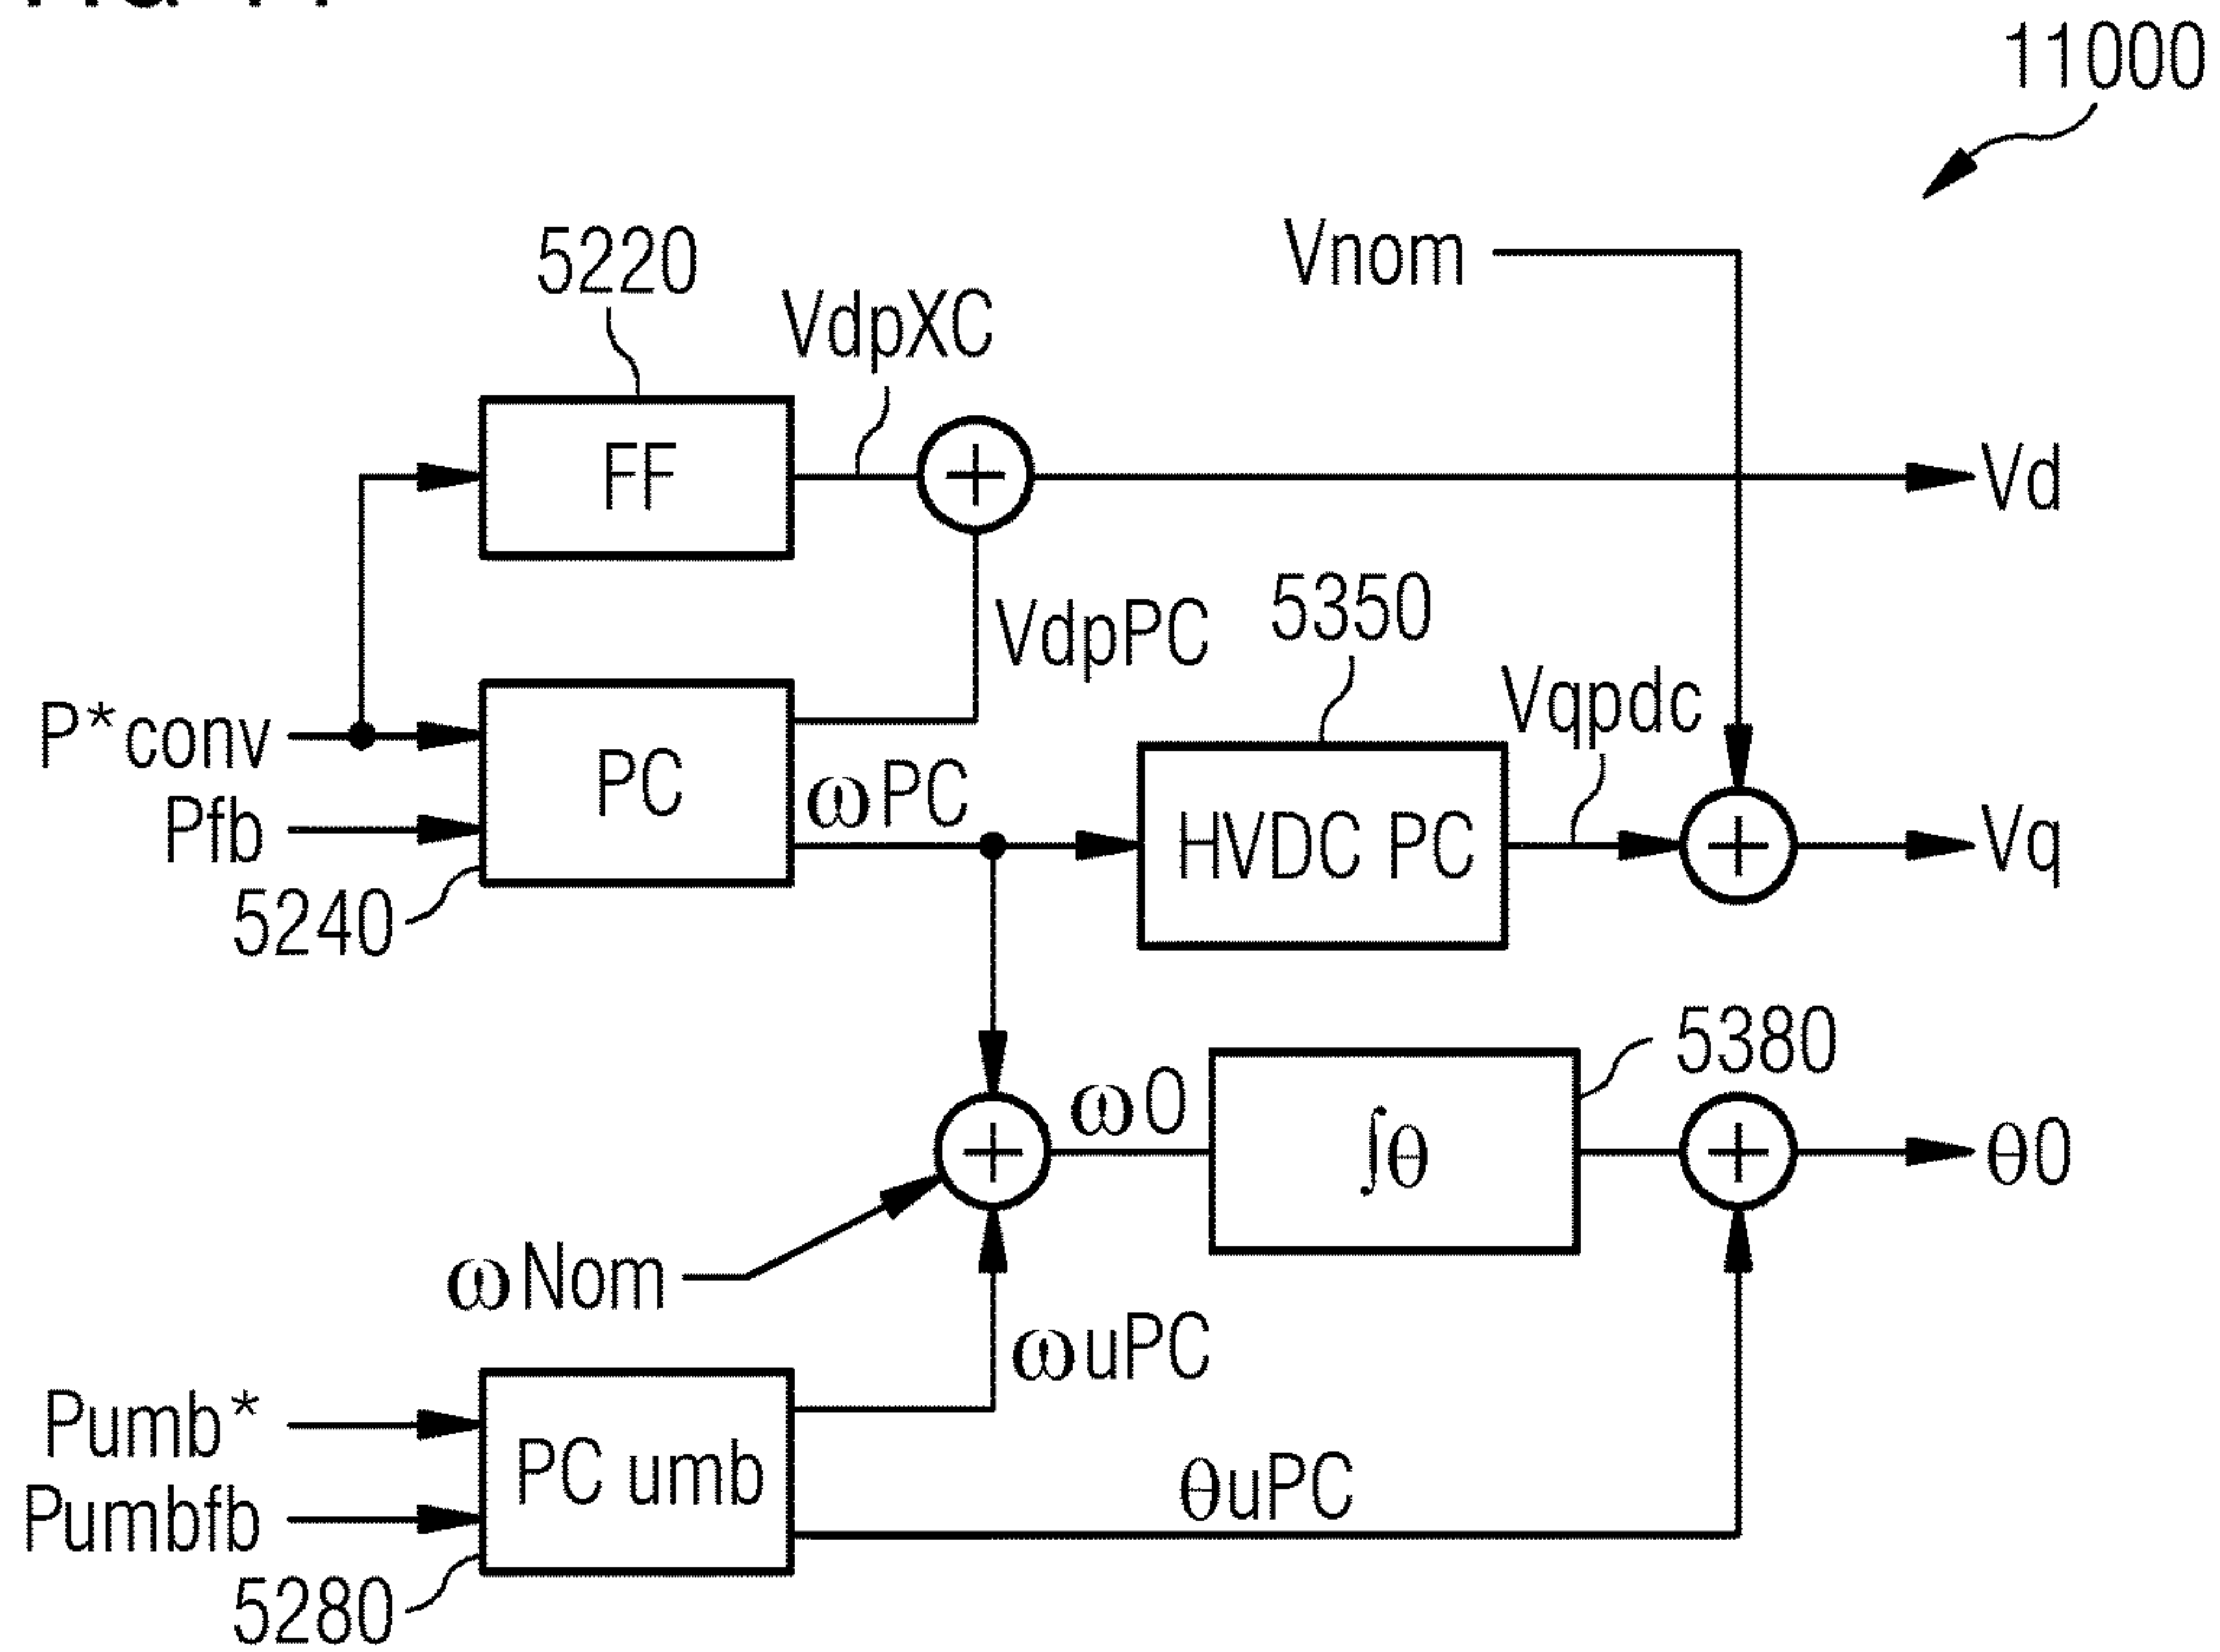 11000
Vnom
5220
VdpXC
FF
+
Vd
VdpPC
5350
Vqpdc
P*conv
PC
ωPC
HVDC PC
+
Vq
Pfb
5240
5380
ω0
+
∫θ
+
θ0
ωNom
ωuPC
Pumb*
PC umb
θuPC
Pumbfb
5280